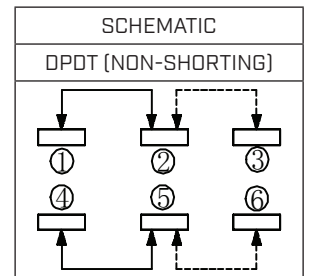 SCHEMATIC
DPDT (NON-SHORTING)
① ② ③
④ ⑤ ⑥